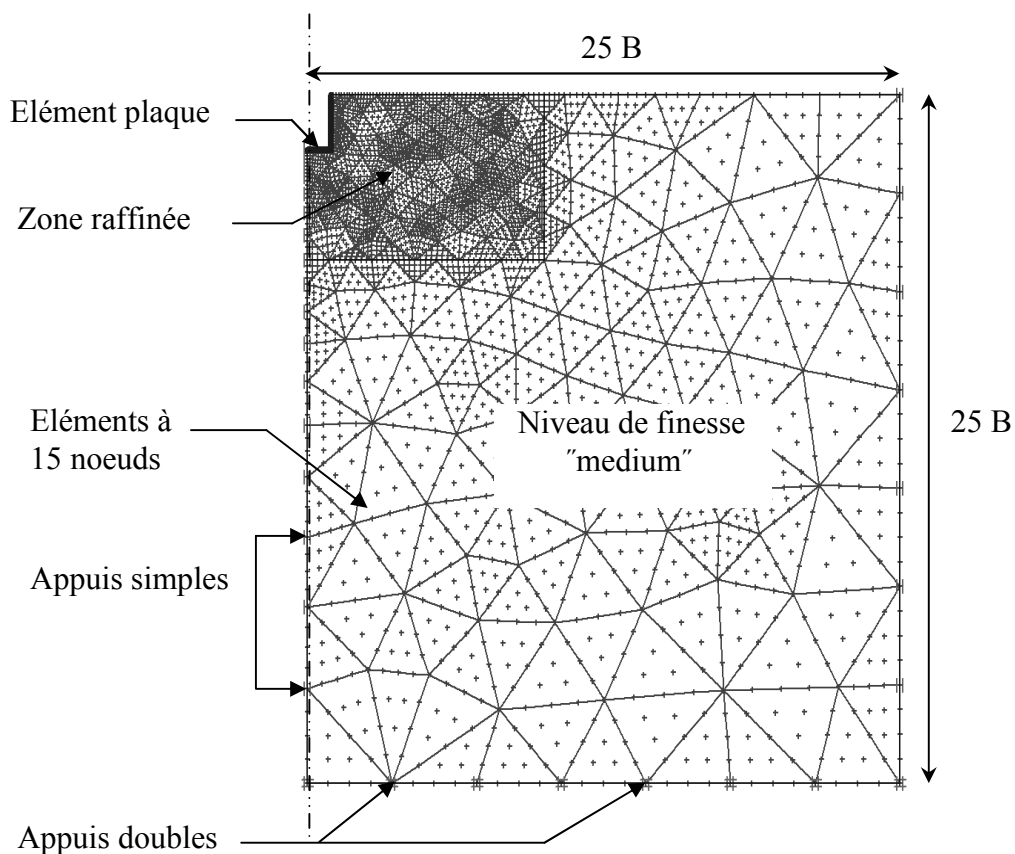 25 B
Elément plaque
Zone raffinée
Eléments à
15 noeuds
Niveau de finesse
˝medium˝
25 B
Appuis simples
Appuis doubles